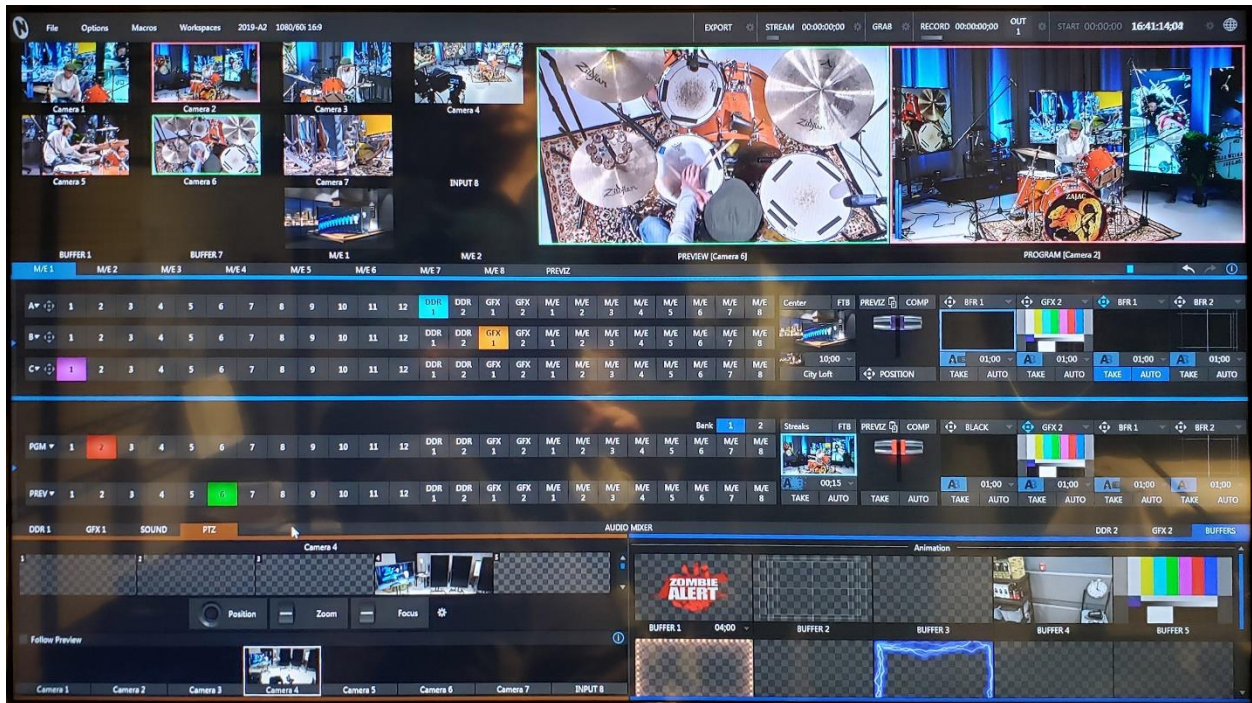 File Options Macros Workspaces 2019-A2 1080/60i 16:9 EXPORT STREAM 00:00:00;00 GRAB RECORD 00:00:00;00 OUT 1 START 00:00:00 16:41:14;04
Camera 1 Camera 2 Camera 3 Camera 4
Camera 5 Camera 6 Camera 7 INPUT 8
Zildjian
Zildjian
Zildjian
ZAJAC
BUFFER 1 BUFFER 7 M/E 1 M/E 2 PREVIEW [Camera 6] PROGRAM [Camera 2]
M/E 1 M/E 2 M/E 3 M/E 4 M/E 5 M/E 6 M/E 7 M/E 8 PREVIZ
A 1 2 3 4 5 6 7 8 9 10 11 12 DDR 1 DDR 2 GFX 1 GFX 2 M/E 1 M/E 2 M/E 3 M/E 4 M/E 5 M/E 6 M/E 7 M/E 8
B 1 2 3 4 5 6 7 8 9 10 11 12 DDR 1 DDR 2 GFX 1 GFX 2 M/E 1 M/E 2 M/E 3 M/E 4 M/E 5 M/E 6 M/E 7 M/E 8
C 1 2 3 4 5 6 7 8 9 10 11 12 DDR 1 DDR 2 GFX 1 GFX 2 M/E 1 M/E 2 M/E 3 M/E 4 M/E 5 M/E 6 M/E 7 M/E 8
Center FTB PREVIZ COMP BFR 1 GFX 2 BFR 1 BFR 2
10;00 01;00 01;00 01;00 01;00
City Loft POSITION TAKE AUTO TAKE AUTO TAKE AUTO TAKE AUTO
Bank 1 2 Streaks FTB PREVIZ COMP BLACK GFX 2 BFR 1 BFR 2
PGM 1 2 3 4 5 6 7 8 9 10 11 12 DDR 1 DDR 2 GFX 1 GFX 2 M/E 1 M/E 2 M/E 3 M/E 4 M/E 5 M/E 6 M/E 7 M/E 8
PREV 1 2 3 4 5 6 7 8 9 10 11 12 DDR 1 DDR 2 GFX 1 GFX 2 M/E 1 M/E 2 M/E 3 M/E 4 M/E 5 M/E 6 M/E 7 M/E 8
00;15 01;00 01;00 01;00 01;00
TAKE AUTO TAKE AUTO TAKE AUTO TAKE AUTO TAKE AUTO TAKE AUTO
DDR 1 GFX 1 SOUND PTZ AUDIO MIXER DDR 2 GFX 2 BUFFERS
Camera 4
1 2 3 4 5
Position Zoom Focus
Follow Preview
Camera 1 Camera 2 Camera 3 Camera 4 Camera 5 Camera 6 Camera 7 INPUT 8
Animation
ZOMBIE
ALERT
BUFFER 1 04;00 BUFFER 2 BUFFER 3 BUFFER 4 BUFFER 5